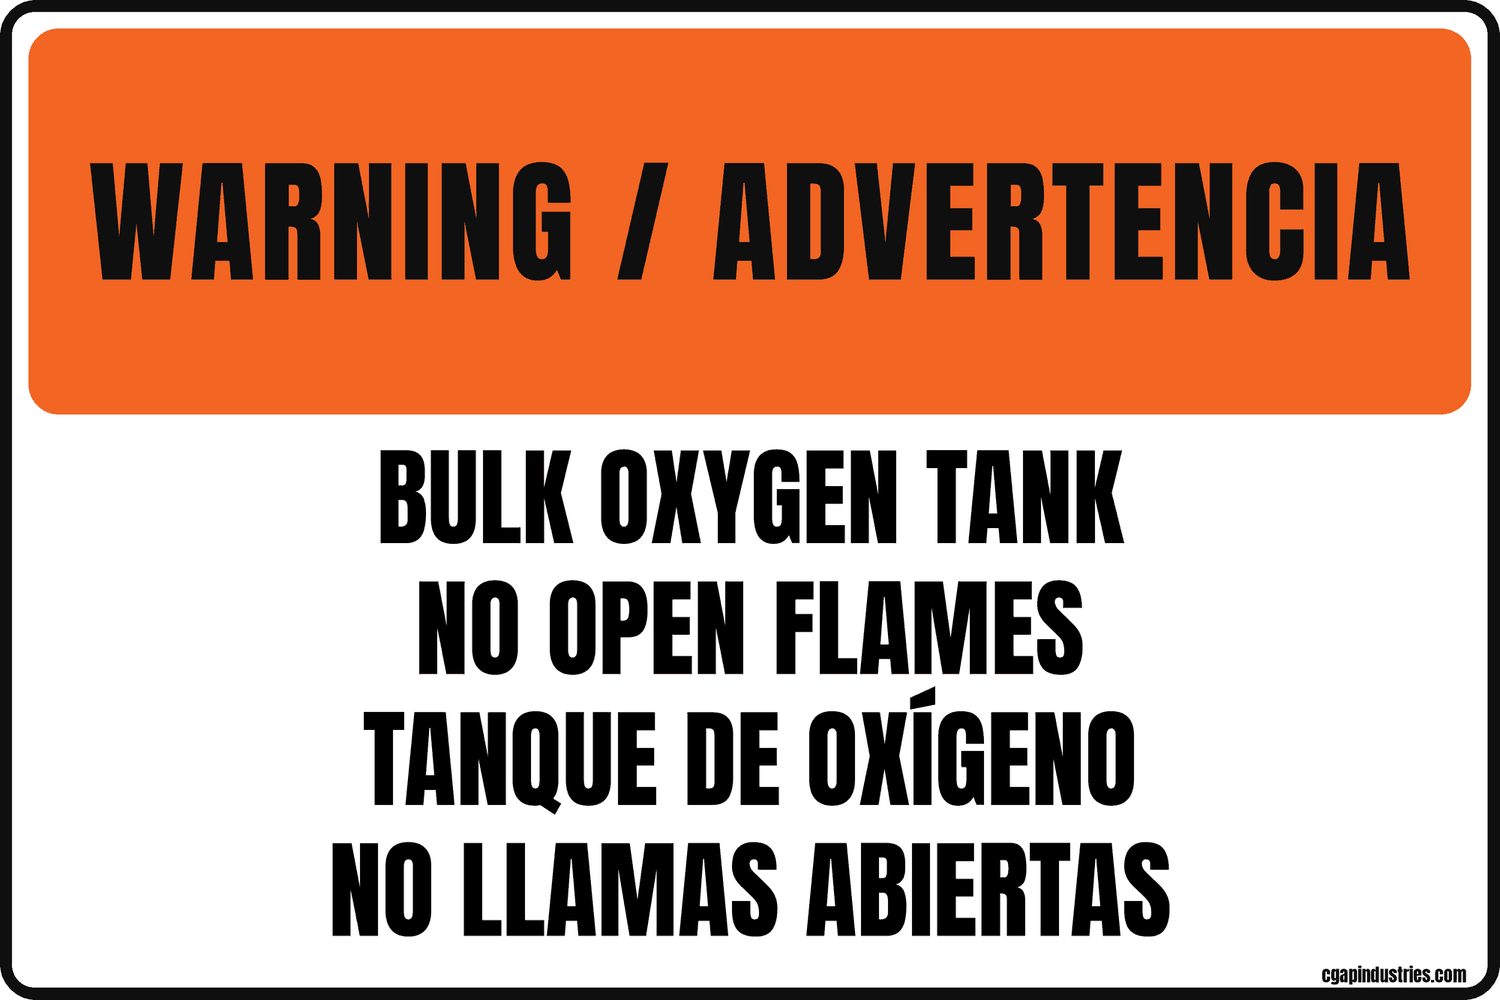 WARNING / ADVERTENCIA
BULK OXYGEN TANK
NO OPEN FLAMES
TANQUE DE OXÍGENO
NO LLAMAS ABIERTAS
cgapindustries.com